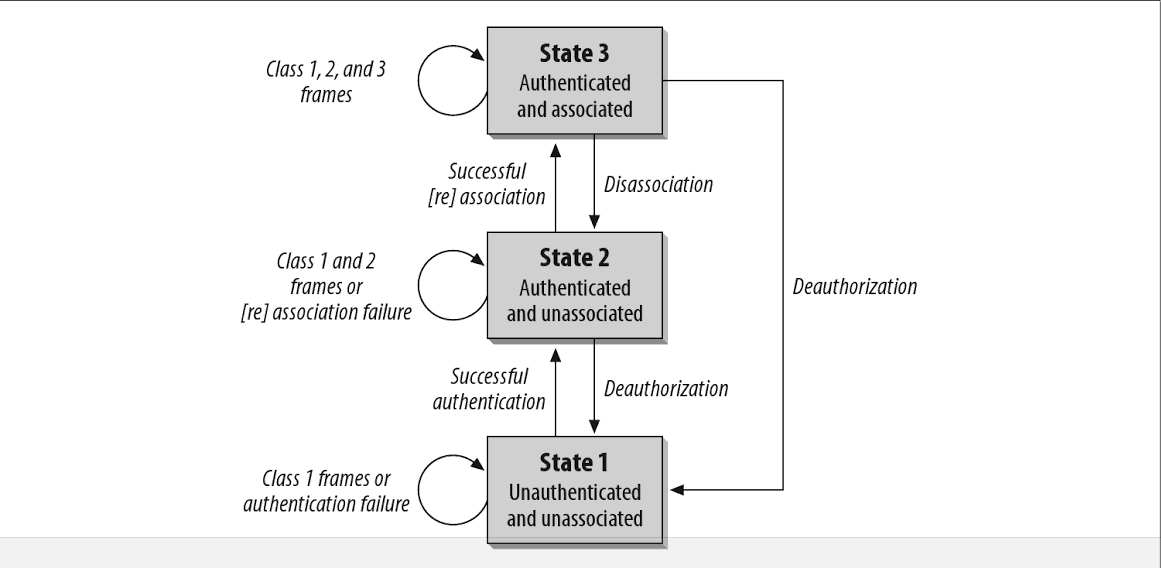 State 3
Authenticated
and associated
Class 1, 2, and 3
frames
Successful
[re] association
Disassociation
State 2
Authenticated
and unassociated
Class 1 and 2
frames or
[re] association failure
Deauthorization
Successful
authentication
Deauthorization
State 1
Unauthenticated
and unassociated
Class 1 frames or
authentication failure